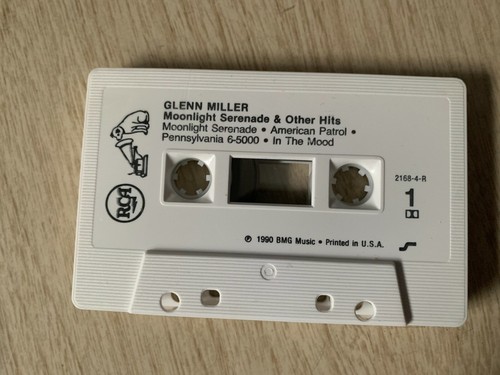 GLENN MILLER
Moonlight Serenade & Other Hits
Moonlight Serenade • American Patrol •
Pennsylvania 6-5000 • In The Mood
2168-4-R
1
RCA
℗ 1990 BMG Music • Printed in U.S.A.